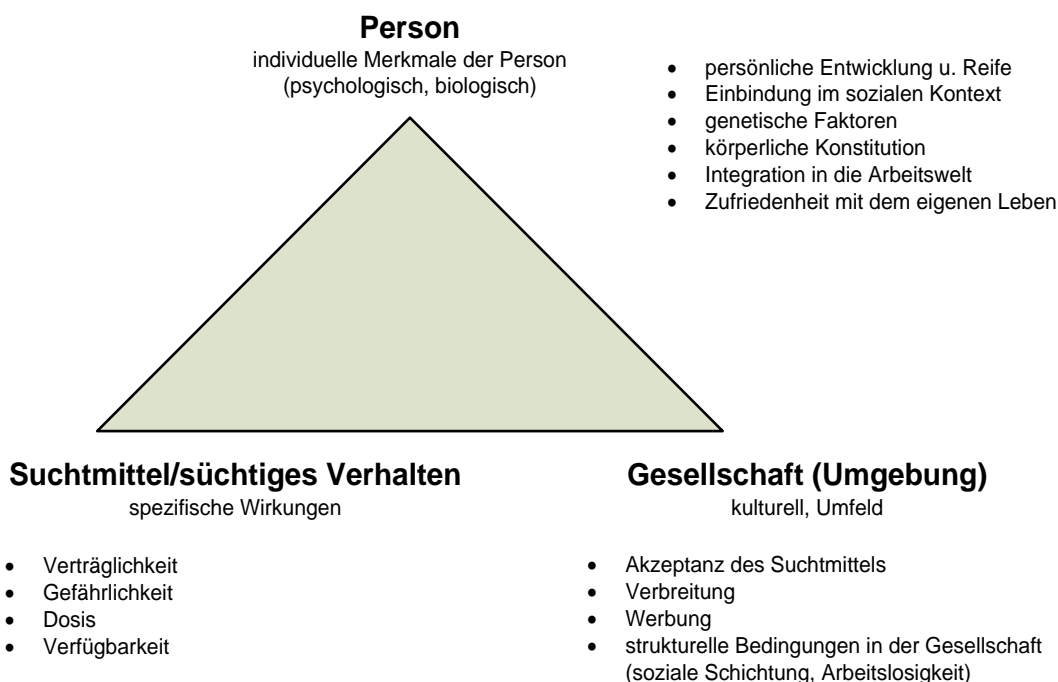 Person
individuelle Merkmale der Person
(psychologisch, biologisch)
• persönliche Entwicklung u. Reife
• Einbindung im sozialen Kontext
• genetische Faktoren
• körperliche Konstitution
• Integration in die Arbeitswelt
• Zufriedenheit mit dem eigenen Leben
Suchtmittel/süchtiges Verhalten
spezifische Wirkungen
• Verträglichkeit
• Gefährlichkeit
• Dosis
• Verfügbarkeit
Gesellschaft (Umgebung)
kulturell, Umfeld
• Akzeptanz des Suchtmittels
• Verbreitung
• Werbung
• strukturelle Bedingungen in der Gesellschaft
(soziale Schichtung, Arbeitslosigkeit)